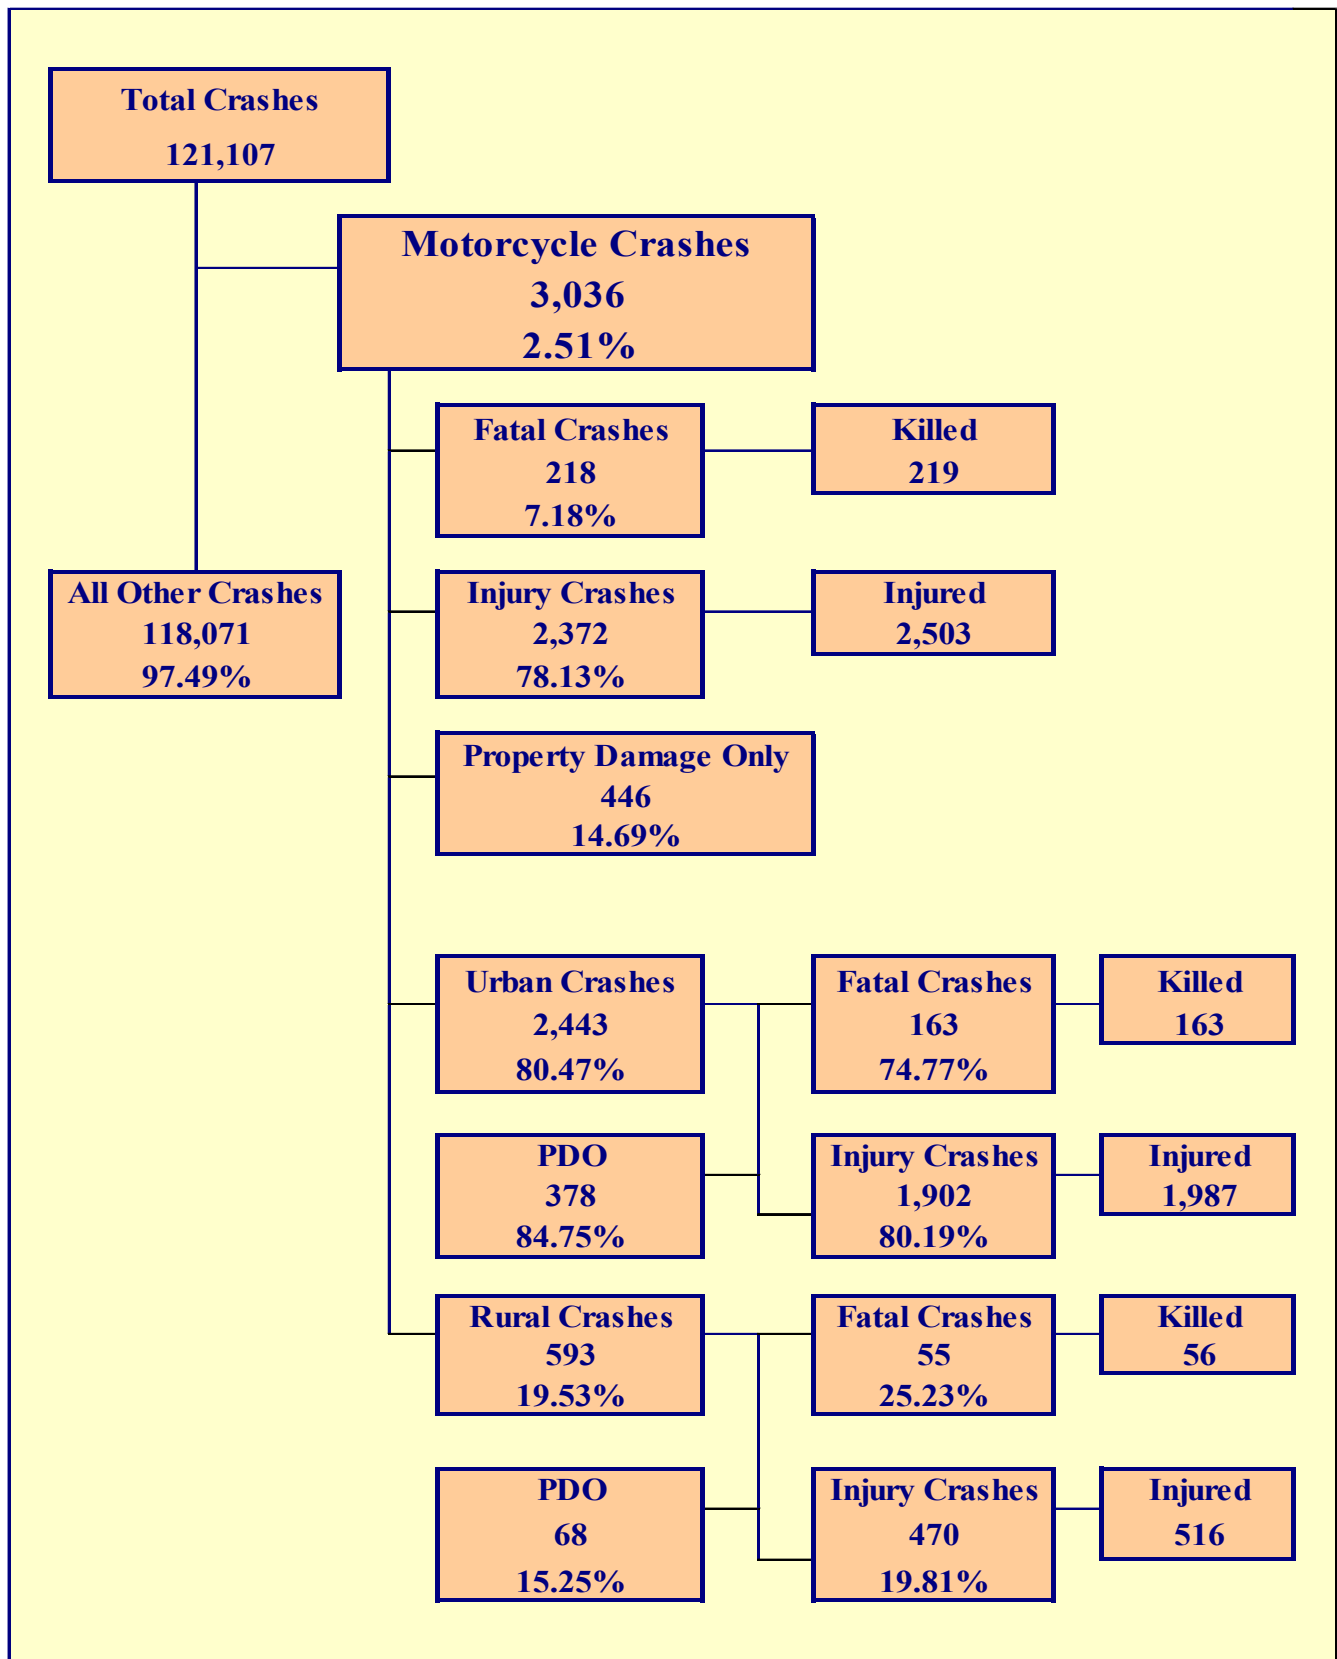 Total Crashes
121,107
Motorcycle Crashes
3,036
2.51%
Fatal Crashes
218
7.18%
Killed
219
All Other Crashes
118,071
97.49%
Injury Crashes
2,372
78.13%
Injured
2,503
Property Damage Only
446
14.69%
Urban Crashes
2,443
80.47%
Fatal Crashes
163
74.77%
Killed
163
PDO
378
84.75%
Injury Crashes
1,902
80.19%
Injured
1,987
Rural Crashes
593
19.53%
Fatal Crashes
55
25.23%
Killed
56
PDO
68
15.25%
Injury Crashes
470
19.81%
Injured
516